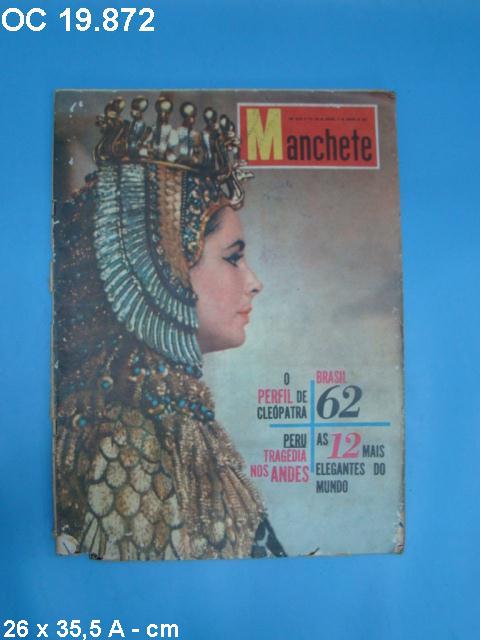 OC 19.872
Manchete
O
PERFIL DE
CLEÓPATRA
BRASIL
62
PERU
TRAGÉDIA
NOS ANDES
AS 12 MAIS
ELEGANTES DO
MUNDO
26 x 35,5 A - cm